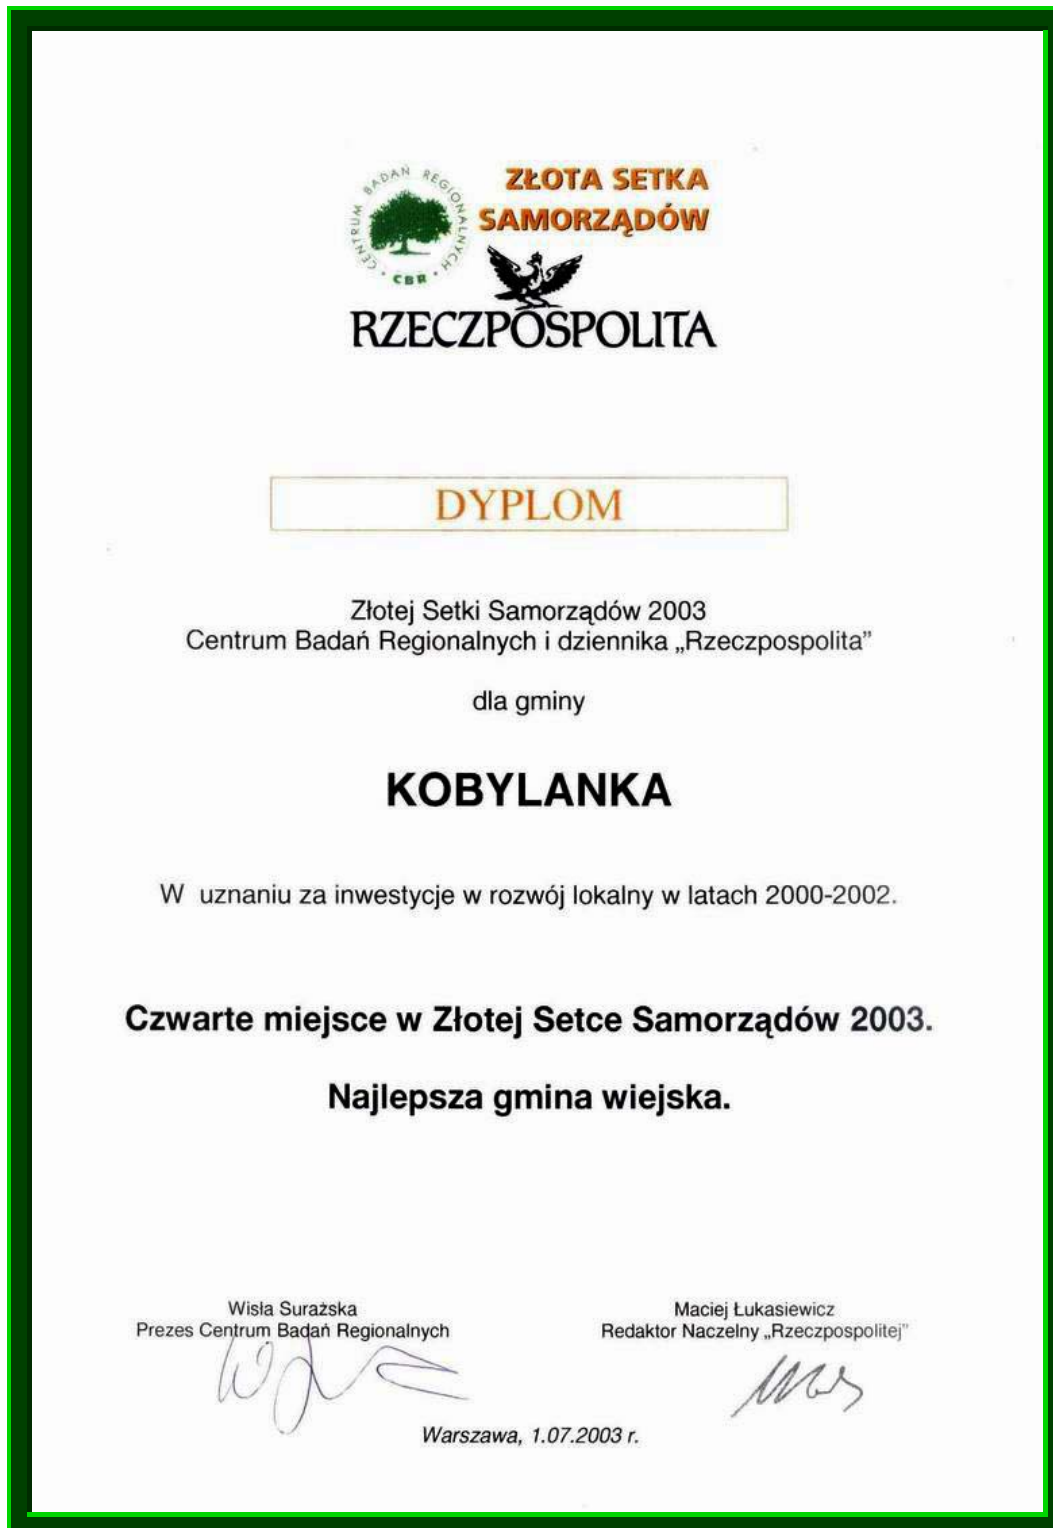 CENTRUM BADAŃ REGIONALNYCH
CBR
ZŁOTA SETKA
SAMORZĄDÓW
RZECZPOSPOLITA
DYPLOM
Złotej Setki Samorządów 2003
Centrum Badań Regionalnych i dziennika „Rzeczpospolita”
dla gminy
KOBYLANKA
W uznaniu za inwestycje w rozwój lokalny w latach 2000-2002.
Czwarte miejsce w Złotej Setce Samorządów 2003.
Najlepsza gmina wiejska.
Wisła Surażska
Prezes Centrum Badań Regionalnych
Maciej Łukasiewicz
Redaktor Naczelny „Rzeczpospolitej”
Warszawa, 1.07.2003 r.